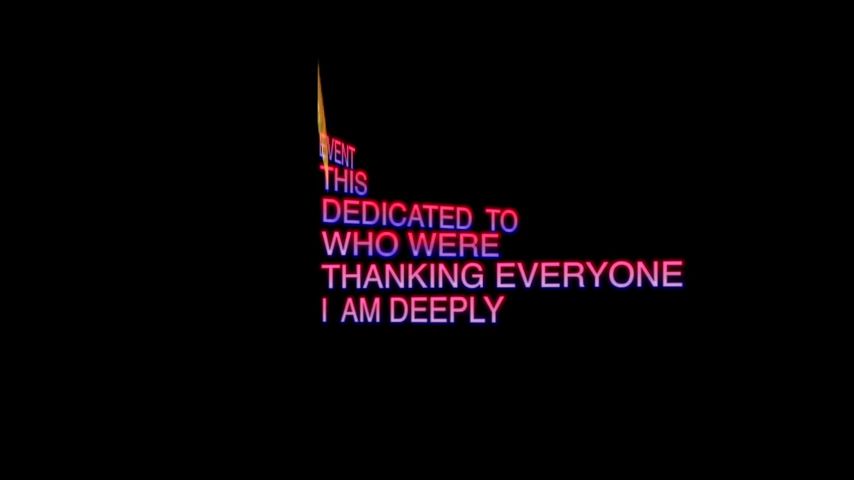 EVENT
THIS
DEDICATED TO
WHO WERE
THANKING EVERYONE
I AM DEEPLY